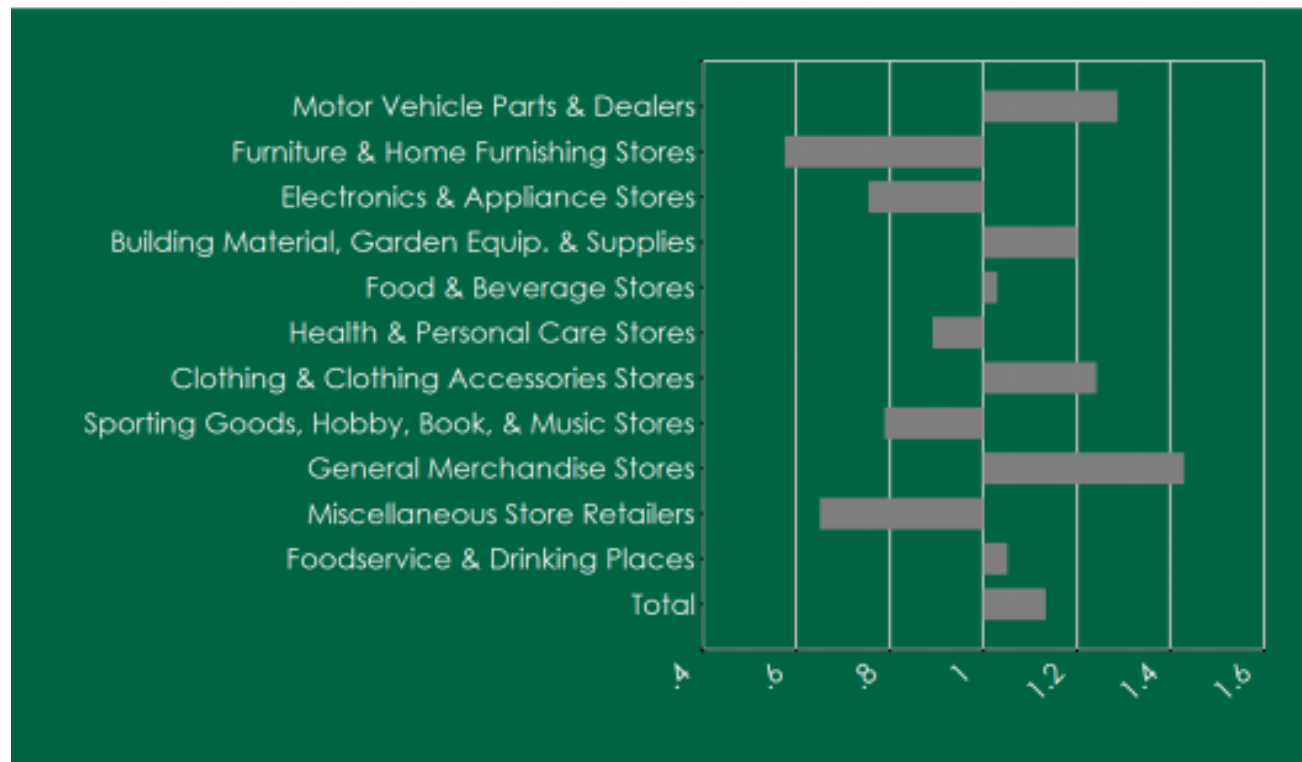 Motor Vehicle Parts & Dealers
Furniture & Home Furnishing Stores
Electronics & Appliance Stores
Building Material, Garden Equip. & Supplies
Food & Beverage Stores
Health & Personal Care Stores
Clothing & Clothing Accessories Stores
Sporting Goods, Hobby, Book, & Music Stores
General Merchandise Stores
Miscellaneous Store Retailers
Foodservice & Drinking Places
Total
.4 .6 .8 1 1.2 1.4 1.6